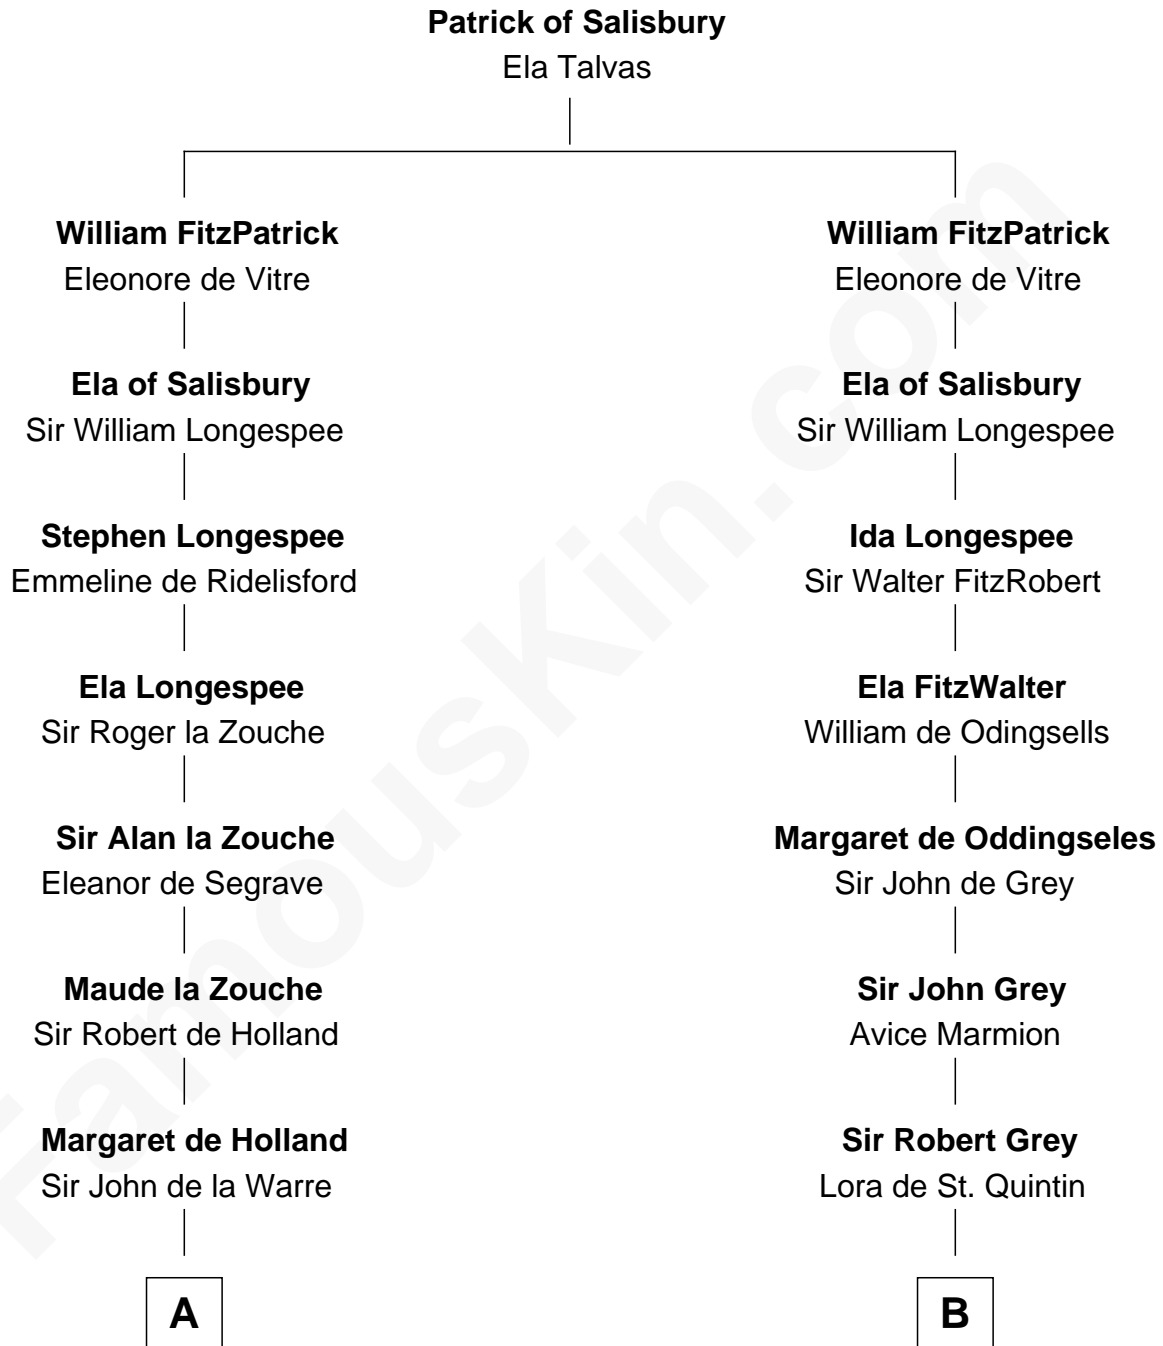 Patrick of Salisbury
Ela Talvas
William FitzPatrick
Eleonore de Vitre
William FitzPatrick
Eleonore de Vitre
Ela of Salisbury
Sir William Longespee
Ela of Salisbury
Sir William Longespee
Stephen Longespee
Emmeline de Ridelisford
Ida Longespee
Sir Walter FitzRobert
Ela Longespee
Sir Roger la Zouche
Ela FitzWalter
William de Odingsells
Sir Alan la Zouche
Eleanor de Segrave
Margaret de Oddingseles
Sir John de Grey
Maude la Zouche
Sir Robert de Holland
Sir John Grey
Avice Marmion
Margaret de Holland
Sir John de la Warre
Sir Robert Grey
Lora de St. Quintin
A
B
FamousKin.com